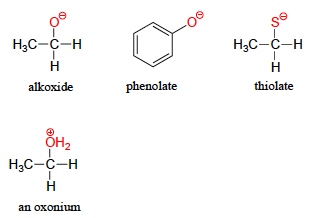 O⊖ O⊖ S⊖
H₃C–C–H H₃C–C–H
H H
alkoxide phenolate thiolate
⊕
OH₂
H₃C–C–H
H
an oxonium